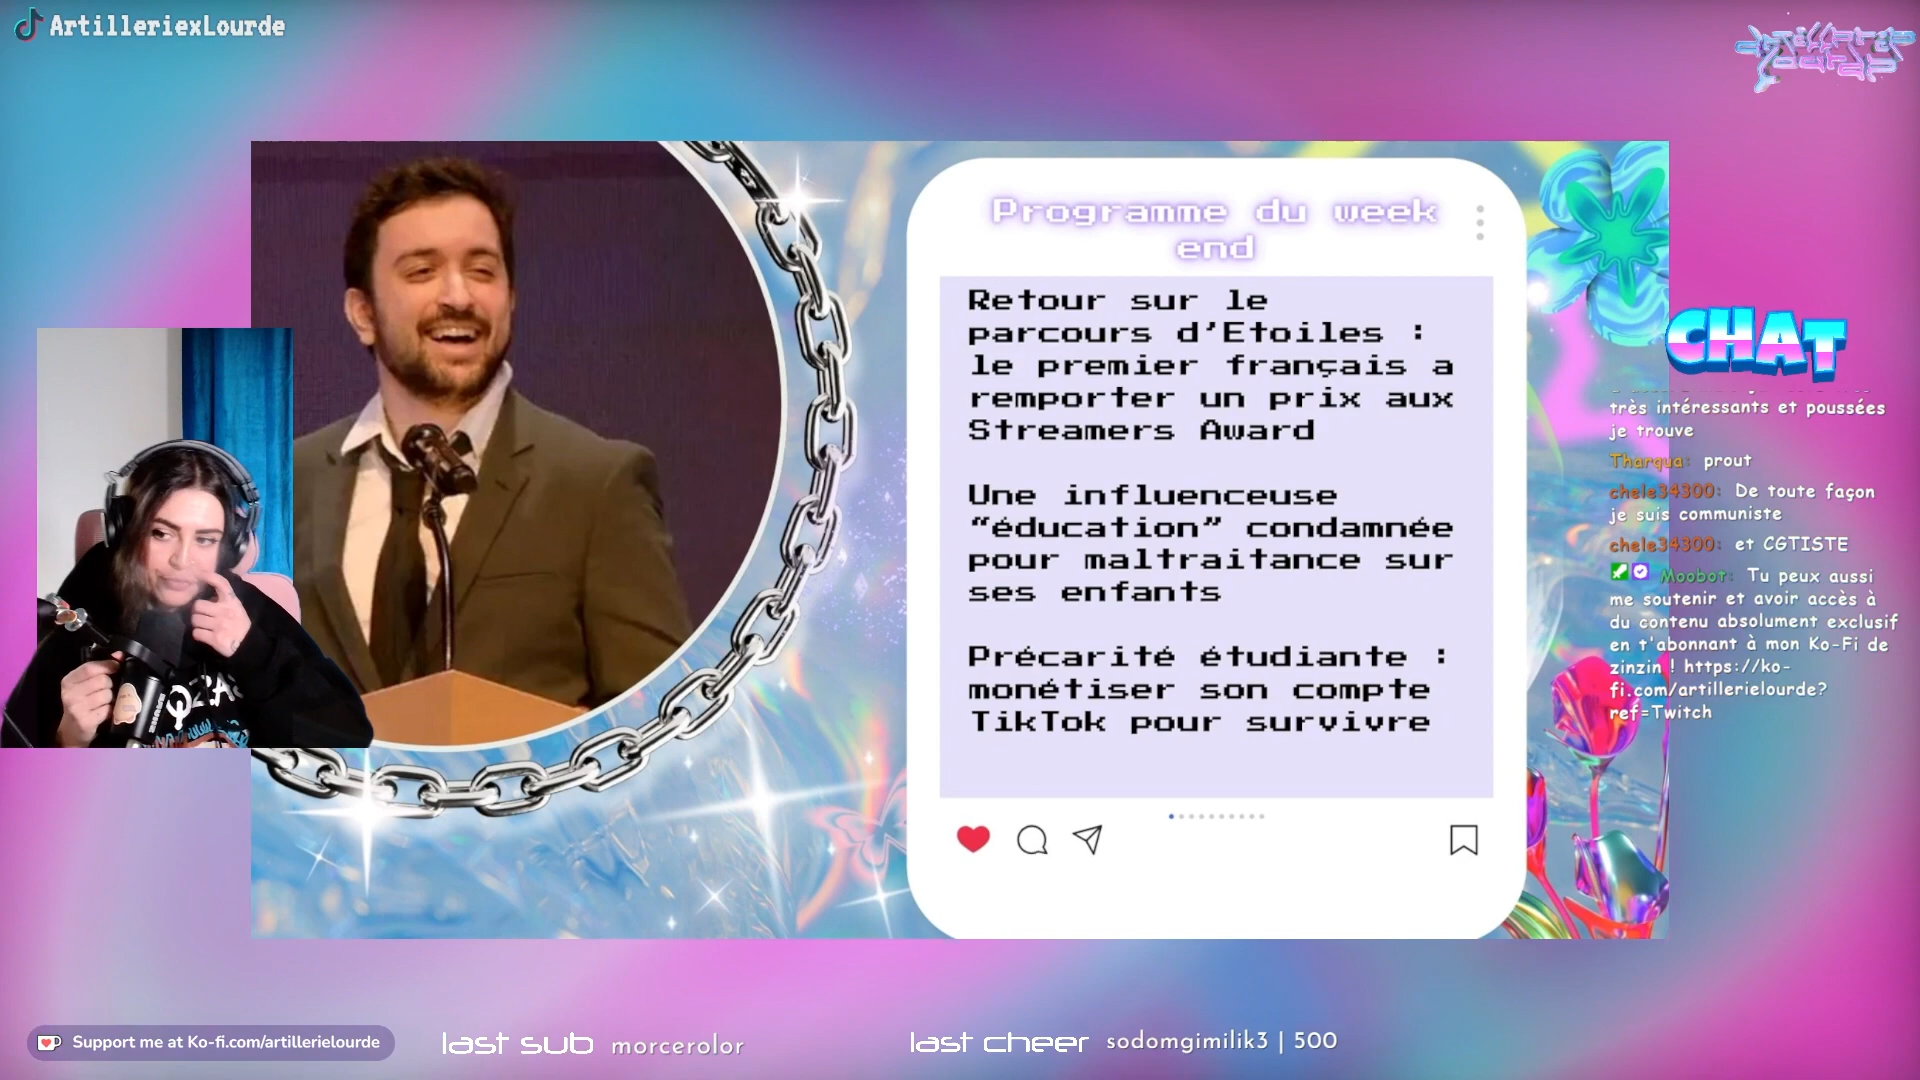 ArtilleriexLourde
Programme du week
end
Retour sur le
parcours d'Etoiles :
le premier français a
remporter un prix aux
Streamers Award
Une influenceuse
"éducation" condamnée
pour maltraitance sur
ses enfants
Précarité étudiante :
monétiser son compte
TikTok pour survivre
CHAT
très intéressants et poussées
je trouve
Tharqua: prout
chele34300: De toute façon
je suis communiste
chele34300: et CGTISTE
Moobot: Tu peux aussi
me soutenir et avoir accès à
du contenu absolument exclusif
en t'abonnant à mon Ko-Fi de
zinzin ! https://ko-
fi.com/artillerielourde?
ref=Twitch
Support me at Ko-fi.com/artillerielourde
last sub morcerolor
last cheer sodomgimilik3 | 500